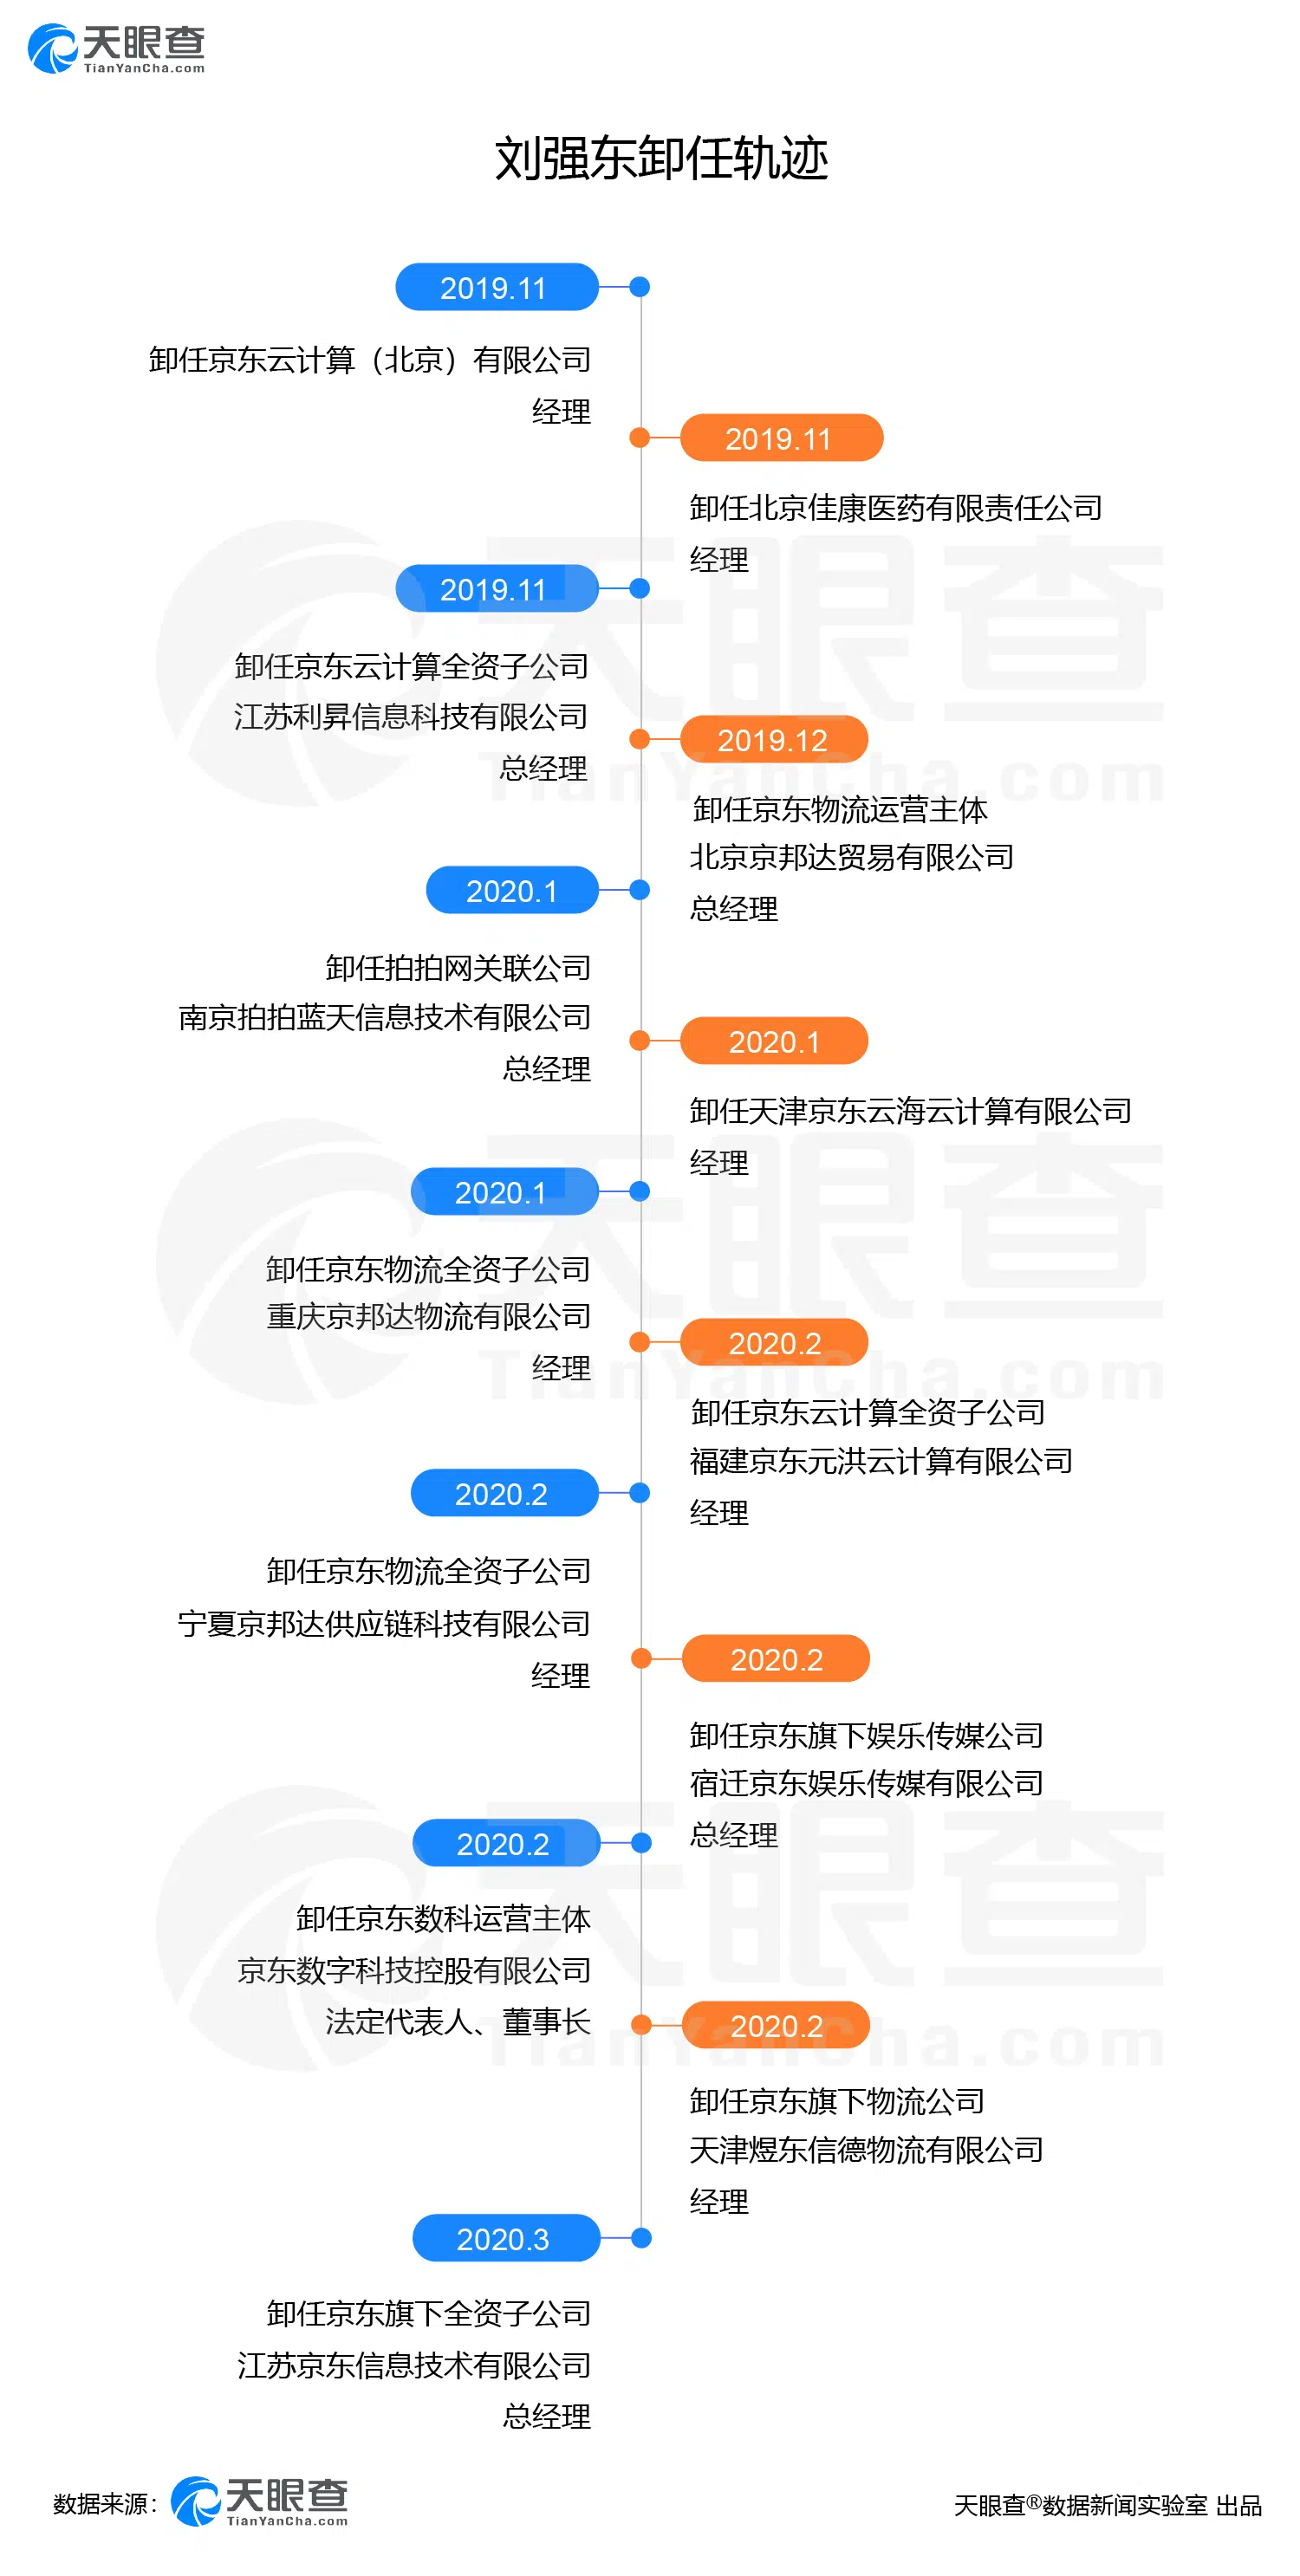 天眼查
TianYanCha.com
刘强东卸任轨迹
2019.11
卸任京东云计算（北京）有限公司
经理
2019.11
卸任北京佳康医药有限责任公司
经理
2019.11
卸任京东云计算全资子公司
江苏利昇信息科技有限公司
总经理
2019.12
卸任京东物流运营主体
北京京邦达贸易有限公司
总经理
2020.1
卸任拍拍网关联公司
南京拍拍蓝天信息技术有限公司
总经理
2020.1
卸任天津京东云海云计算有限公司
经理
2020.1
卸任京东物流全资子公司
重庆京邦达物流有限公司
经理
2020.2
卸任京东云计算全资子公司
福建京东元洪云计算有限公司
经理
2020.2
卸任京东物流全资子公司
宁夏京邦达供应链科技有限公司
经理
2020.2
卸任京东旗下娱乐传媒公司
宿迁京东娱乐传媒有限公司
总经理
2020.2
卸任京东数科运营主体
京东数字科技控股有限公司
法定代表人、董事长
2020.2
卸任京东旗下物流公司
天津煜东信德物流有限公司
经理
2020.3
卸任京东旗下全资子公司
江苏京东信息技术有限公司
总经理
天眼查
TianYanCha.com
天眼查
TianYanCha.com
天眼查
TianYanCha.com
数据来源：
天眼查
TianYanCha.com
天眼查®数据新闻实验室 出品